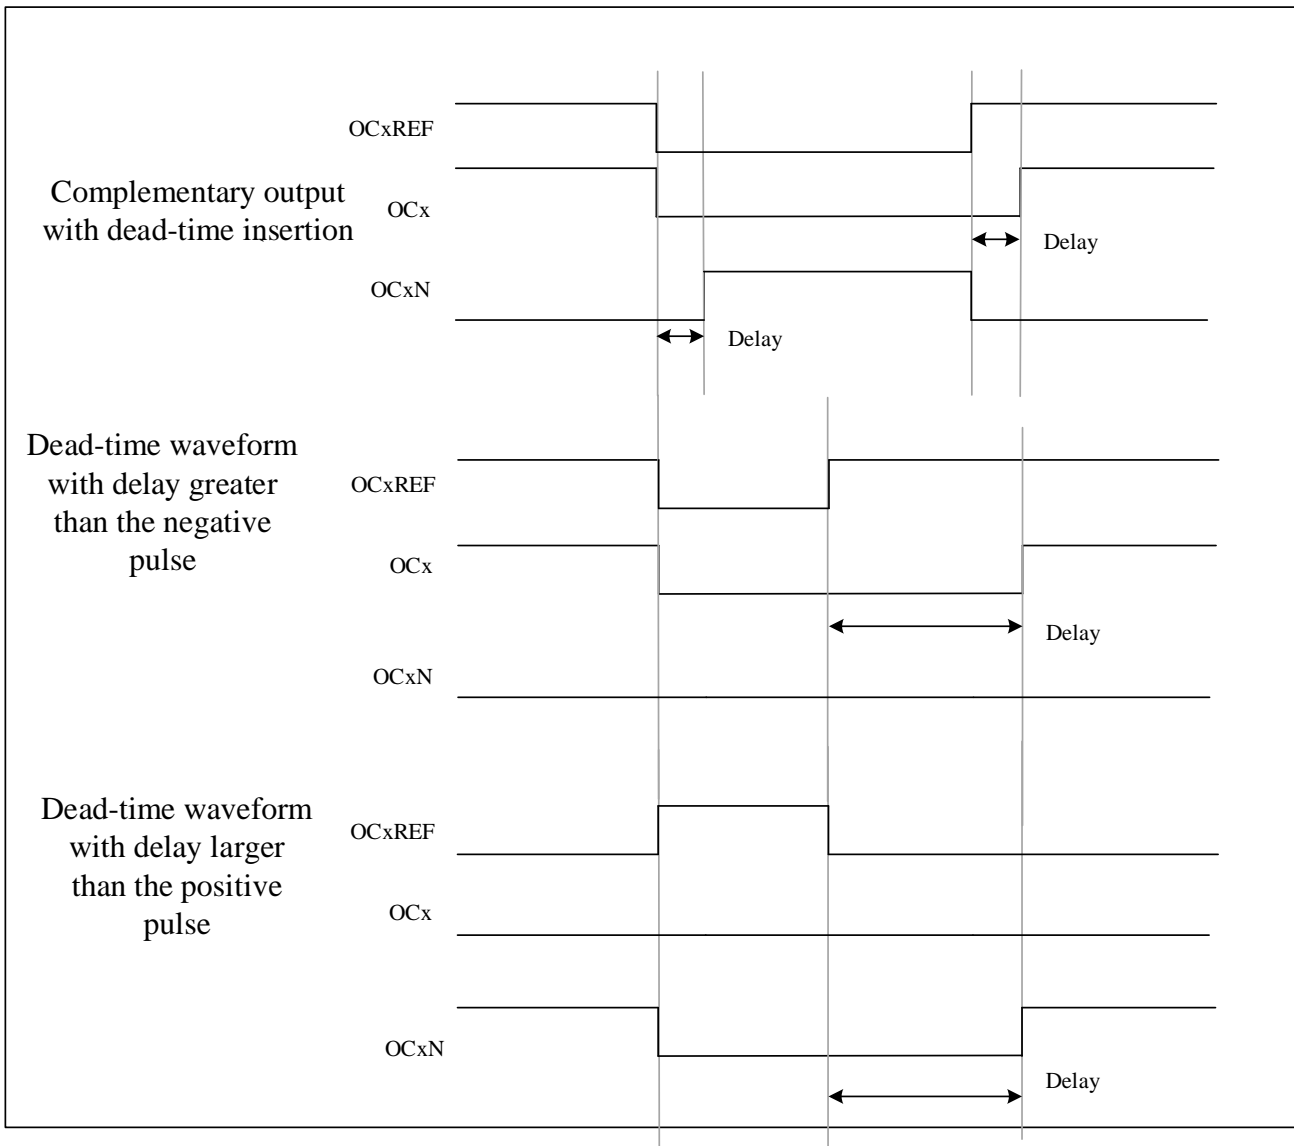 OCxREF
Complementary output
with dead-time insertion
OCx
Delay
OCxN
Delay
Dead-time waveform
with delay greater
than the negative
pulse
OCxREF
OCx
Delay
OCxN
Dead-time waveform
with delay larger
than the positive
pulse
OCxREF
OCx
OCxN
Delay